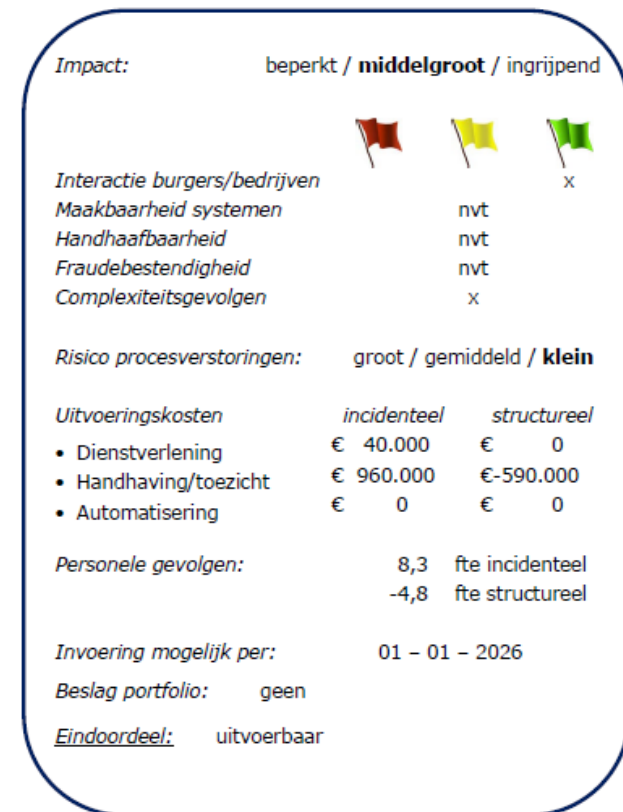 Impact: beperkt / middelgroot / ingrijpend
Interactie burgers/bedrijven x
Maakbaarheid systemen nvt
Handhaafbaarheid nvt
Fraudebestendigheid nvt
Complexiteitsgevolgen x
Risico procesverstoringen: groot / gemiddeld / klein
Uitvoeringskosten incidenteel structureel
• Dienstverlening € 40.000 € 0
• Handhaving/toezicht € 960.000 €-590.000
• Automatisering € 0 € 0
Personele gevolgen: 8,3 fte incidenteel
-4,8 fte structureel
Invoering mogelijk per: 01 – 01 – 2026
Beslag portfolio: geen
Eindoordeel: uitvoerbaar